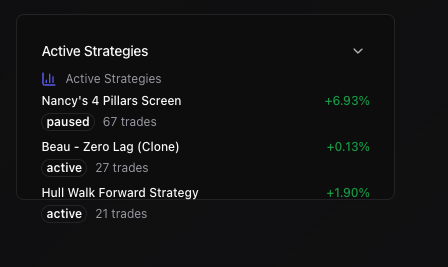 Active Strategies
Active Strategies
Nancy's 4 Pillars Screen +6.93%
paused 67 trades
Beau - Zero Lag (Clone) +0.13%
active 27 trades
Hull Walk Forward Strategy +1.90%
active 21 trades